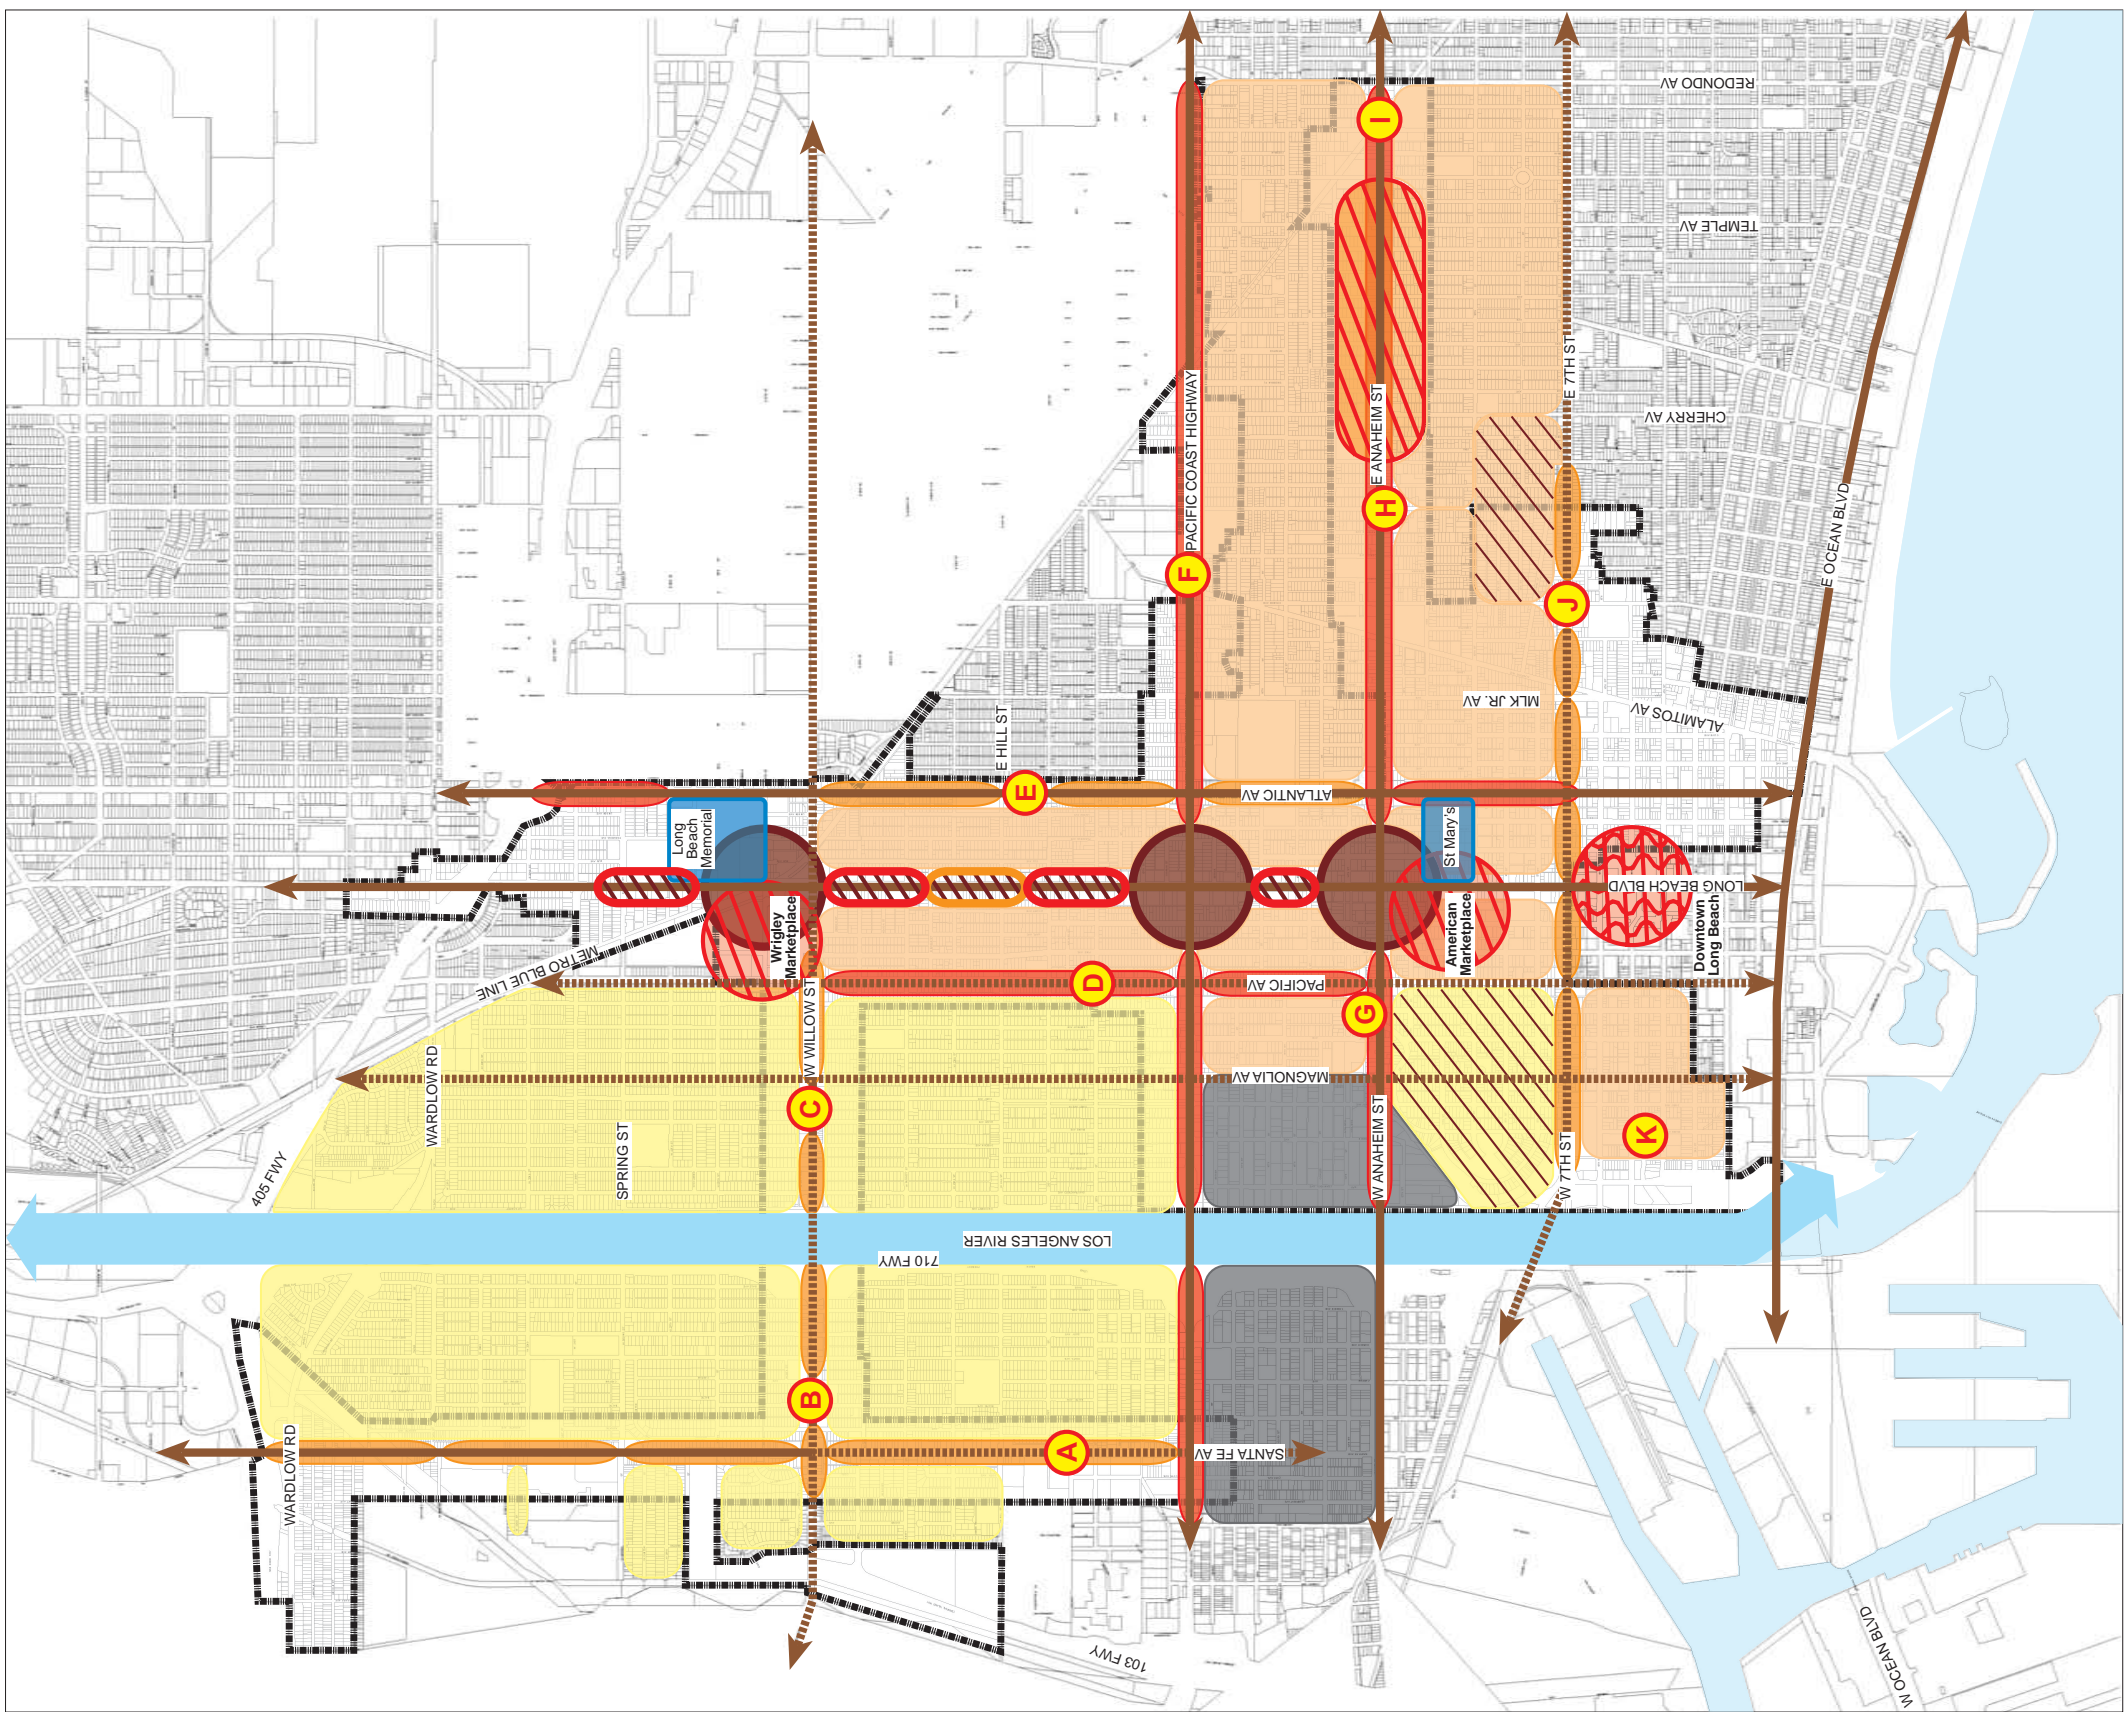 REDONDO AV
I
TEMPLE AV
E 7TH ST
PACIFIC COAST HIGHWAY
E ANAHEIM ST
CHERRY AV
H
E OCEAN BLVD
F
J
MLK JR. AV
ALAMITOS AV
E HILL ST
E
ATLANTIC AV
Long
Beach
Memorial
St Mary's
LONG BEACH BLVD
Wrigley
Marketplace
American
Marketplace
Downtown
Long Beach
METRO BLUE LINE
D
PACIFIC AV
G
W WILLOW ST
WARDLOW RD
MAGNOLIA AV
C
K
SPRING ST
405 FWY
W ANAHEIM ST
W 7TH ST
LOS ANGELES RIVER
710 FWY
B
A
SANTA FE AV
WARDLOW RD
103 FWY
W OCEAN BLVD